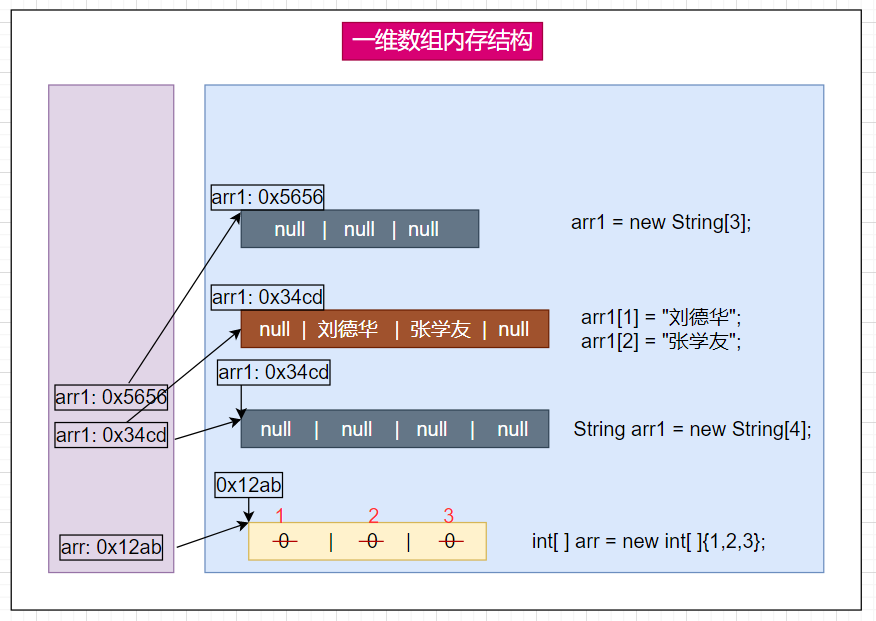 一维数组内存结构
arr1: 0x5656
null | null | null
arr1 = new String[3];
arr1: 0x34cd
null | 刘德华 | 张学友 | null
arr1[1] = "刘德华";
arr1[2] = "张学友";
arr1: 0x34cd
arr1: 0x5656
arr1: 0x34cd
null | null | null | null
String arr1 = new String[4];
0x12ab
1 2 3
arr: 0x12ab
0 | 0 | 0
int[ ] arr = new int[ ]{1,2,3};